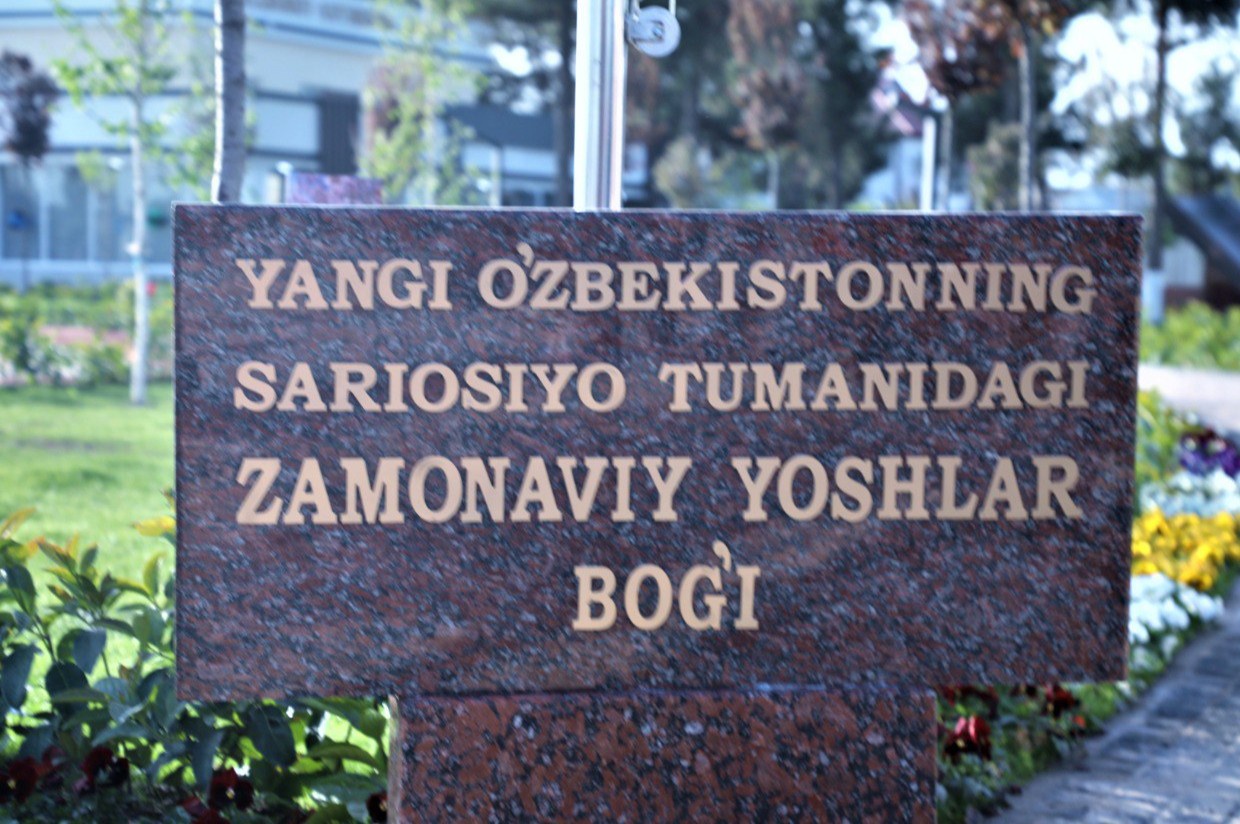 YANGI O'ZBEKISTONNING
SARIOSIYO TUMANIDAGI
ZAMONAVIY YOSHLAR
BOG'I